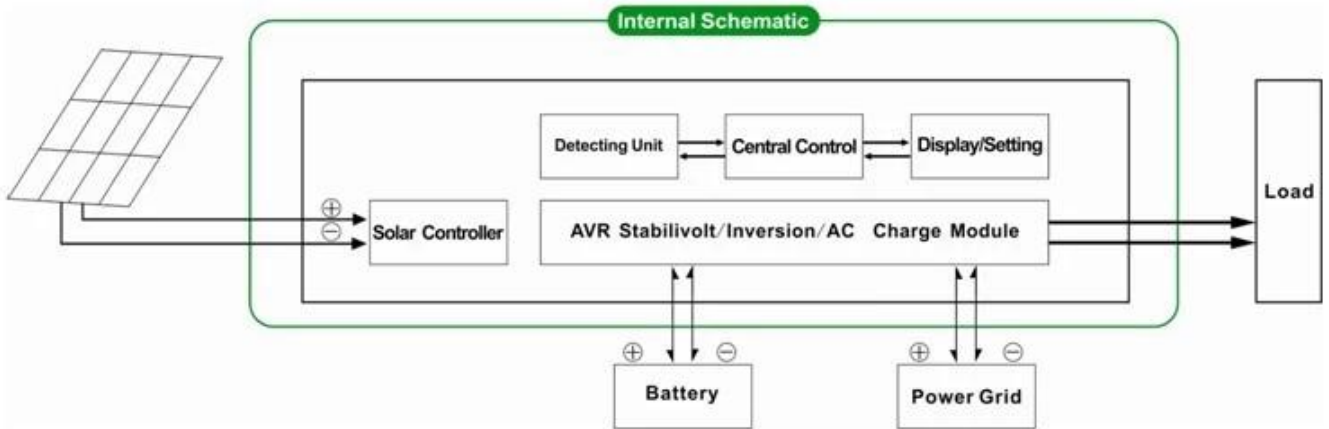 Internal Schematic
Detecting Unit
Central Control
Display/Setting
Load
⊕
⊖
Solar Controller
AVR Stabilivolt/Inversion/AC Charge Module
⊕ ⊖
⊕ ⊖
Battery
Power Grid